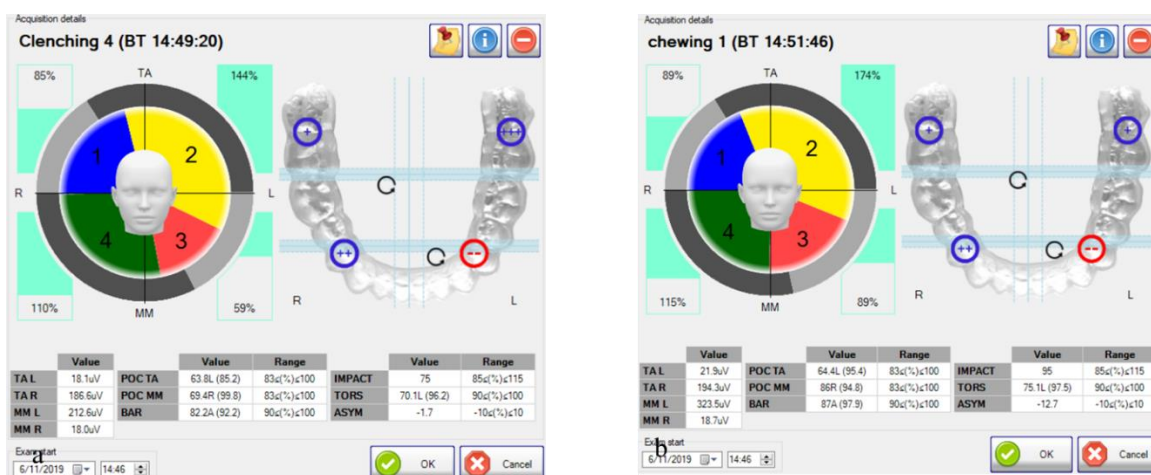 Acquisition details
Clenching 4 (BT 14:49:20)
85%
TA
144%
1
2
R
L
4
3
110%
MM
59%
+
+++
++
--
R
L
Value Value Range Value Range
TA L 18.1uV POC TA 63.8L (85.2) 83≤(%)≤100 IMPACT 75 85≤(%)≤115
TA R 186.6uV POC MM 69.4R (99.8) 83≤(%)≤100 TORS 70.1L (96.2) 90≤(%)≤100
MM L 212.6uV BAR 82.2A (92.2) 90≤(%)≤100 ASYM -1.7 -10≤(%)≤10
MM R 18.0uV
Exam start
a
6/11/2019 14:46 OK Cancel
Acquisition details
chewing 1 (BT 14:51:46)
89%
TA
174%
1
2
R
L
4
3
115%
MM
89%
+
+
++
--
R
L
Value Value Range Value Range
TA L 21.9uV POC TA 64.4L (95.4) 83≤(%)≤100 IMPACT 95 85≤(%)≤115
TA R 194.3uV POC MM 86R (94.8) 83≤(%)≤100 TORS 75.1L (97.5) 90≤(%)≤100
MM L 323.5uV BAR 87A (97.9) 90≤(%)≤100 ASYM -12.7 -10≤(%)≤10
MM R 18.7uV
Exam start
b
6/11/2019 14:46 OK Cancel